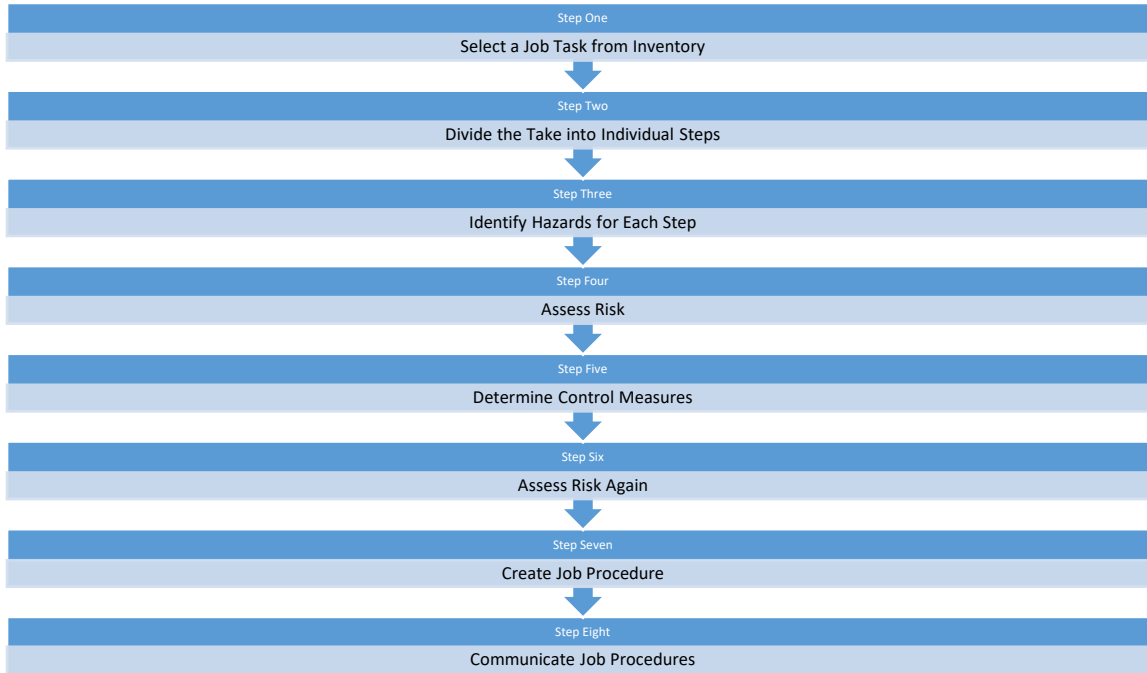 Step One
Select a Job Task from Inventory
Step Two
Divide the Take into Individual Steps
Step Three
Identify Hazards for Each Step
Step Four
Assess Risk
Step Five
Determine Control Measures
Step Six
Assess Risk Again
Step Seven
Create Job Procedure
Step Eight
Communicate Job Procedures